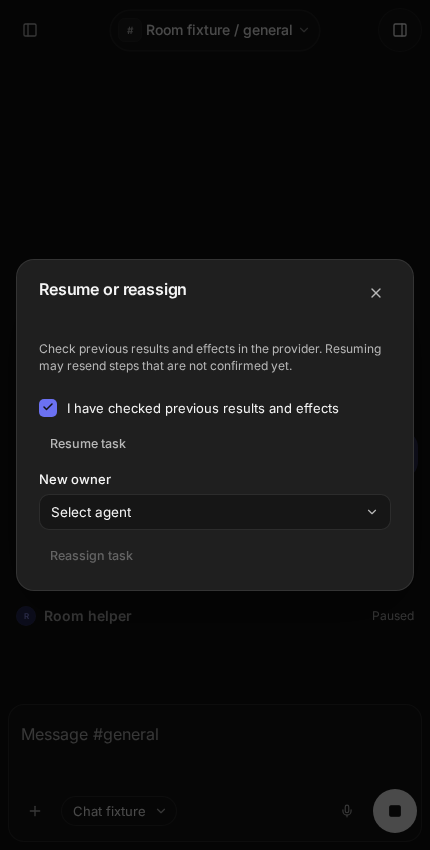 # Room fixture / general
Resume or reassign
Check previous results and effects in the provider. Resuming
may resend steps that are not confirmed yet.
I have checked previous results and effects
Resume task
New owner
Select agent
Reassign task
R Room helper Paused
Message #general
Chat fixture